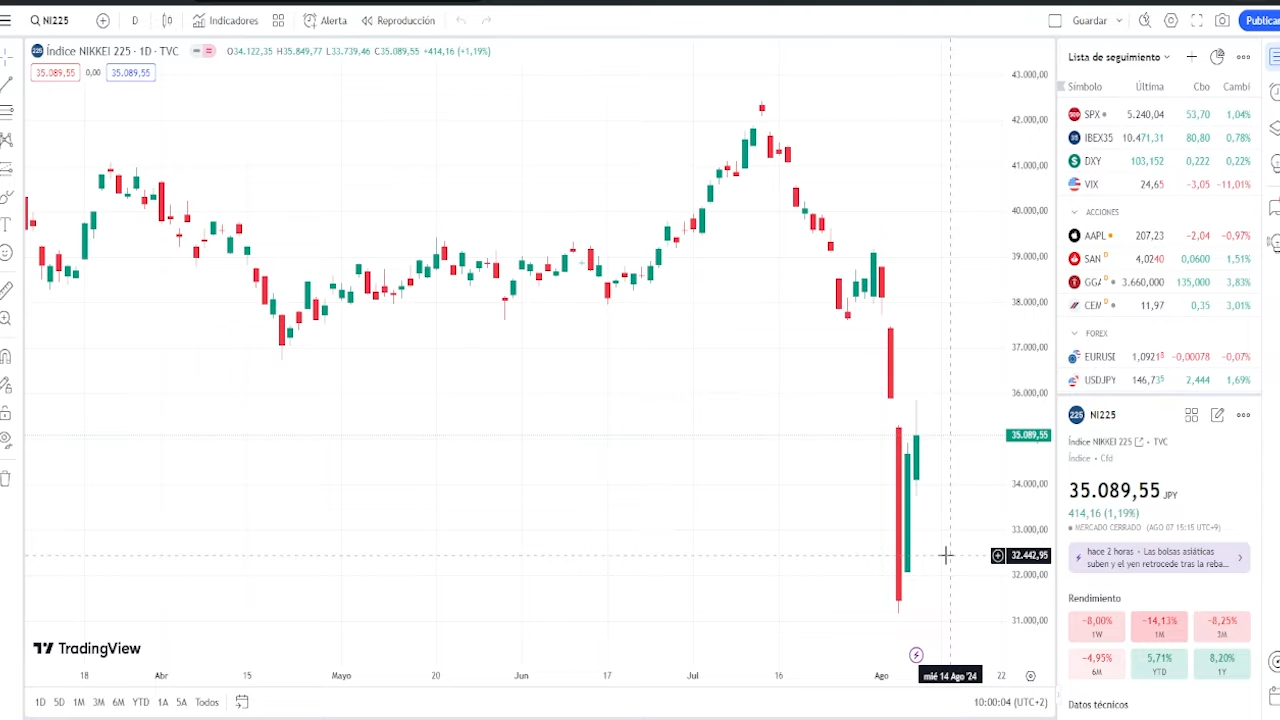 NI225 D Indicadores Alerta Reproducción Guardar Publicar
225 Índice NIKKEI 225 · 1D · TVC O34.122,35 H35.849,77 L33.739,46 C35.089,55 +414,16 (+1,19%)
35.089,55 0,00 35.089,55
43.000,00
42.000,00
41.000,00
40.000,00
39.000,00
38.000,00
37.000,00
36.000,00
35.089,55
34.000,00
33.000,00
32.442,95
32.000,00
31.000,00
TradingView
18 Abr 15 Mayo 20 Jun 17 Jul 16 Ago mié 14 Ago '24 22
1D 5D 1M 3M 6M YTD 1A 5A Todos 10:00:04 (UTC+2)
Lista de seguimiento
Símbolo Última Cbo Cambi
SPX 5.240,04 53,70 1,04%
IBEX35 10.471,31 80,80 0,78%
DXY 103,152 0,222 0,22%
VIX 24,65 −3,05 −11,01%
ACCIONES
AAPL 207,23 −2,04 −0,97%
SAN 4,0240 0,0600 1,51%
GGA 3.660,000 135,000 3,83%
CEM 11,97 0,35 3,01%
FOREX
EURUSI 1,09218 −0,00078 −0,07%
USDJPY 146,735 2,444 1,69%
225 NI225
Índice NIKKEI 225 · TVC
Índice · Cfd
35.089,55 JPY
414,16 (1,19%)
MERCADO CERRADO (AGO 07 15:15 UTC+9)
hace 2 horas · Las bolsas asiáticas
suben y el yen retrocede tras la reba...
Rendimiento
−8,00% −14,13% −8,25%
1W 1M 3M
−4,95% 5,71% 8,20%
6M YTD 1Y
Datos técnicos